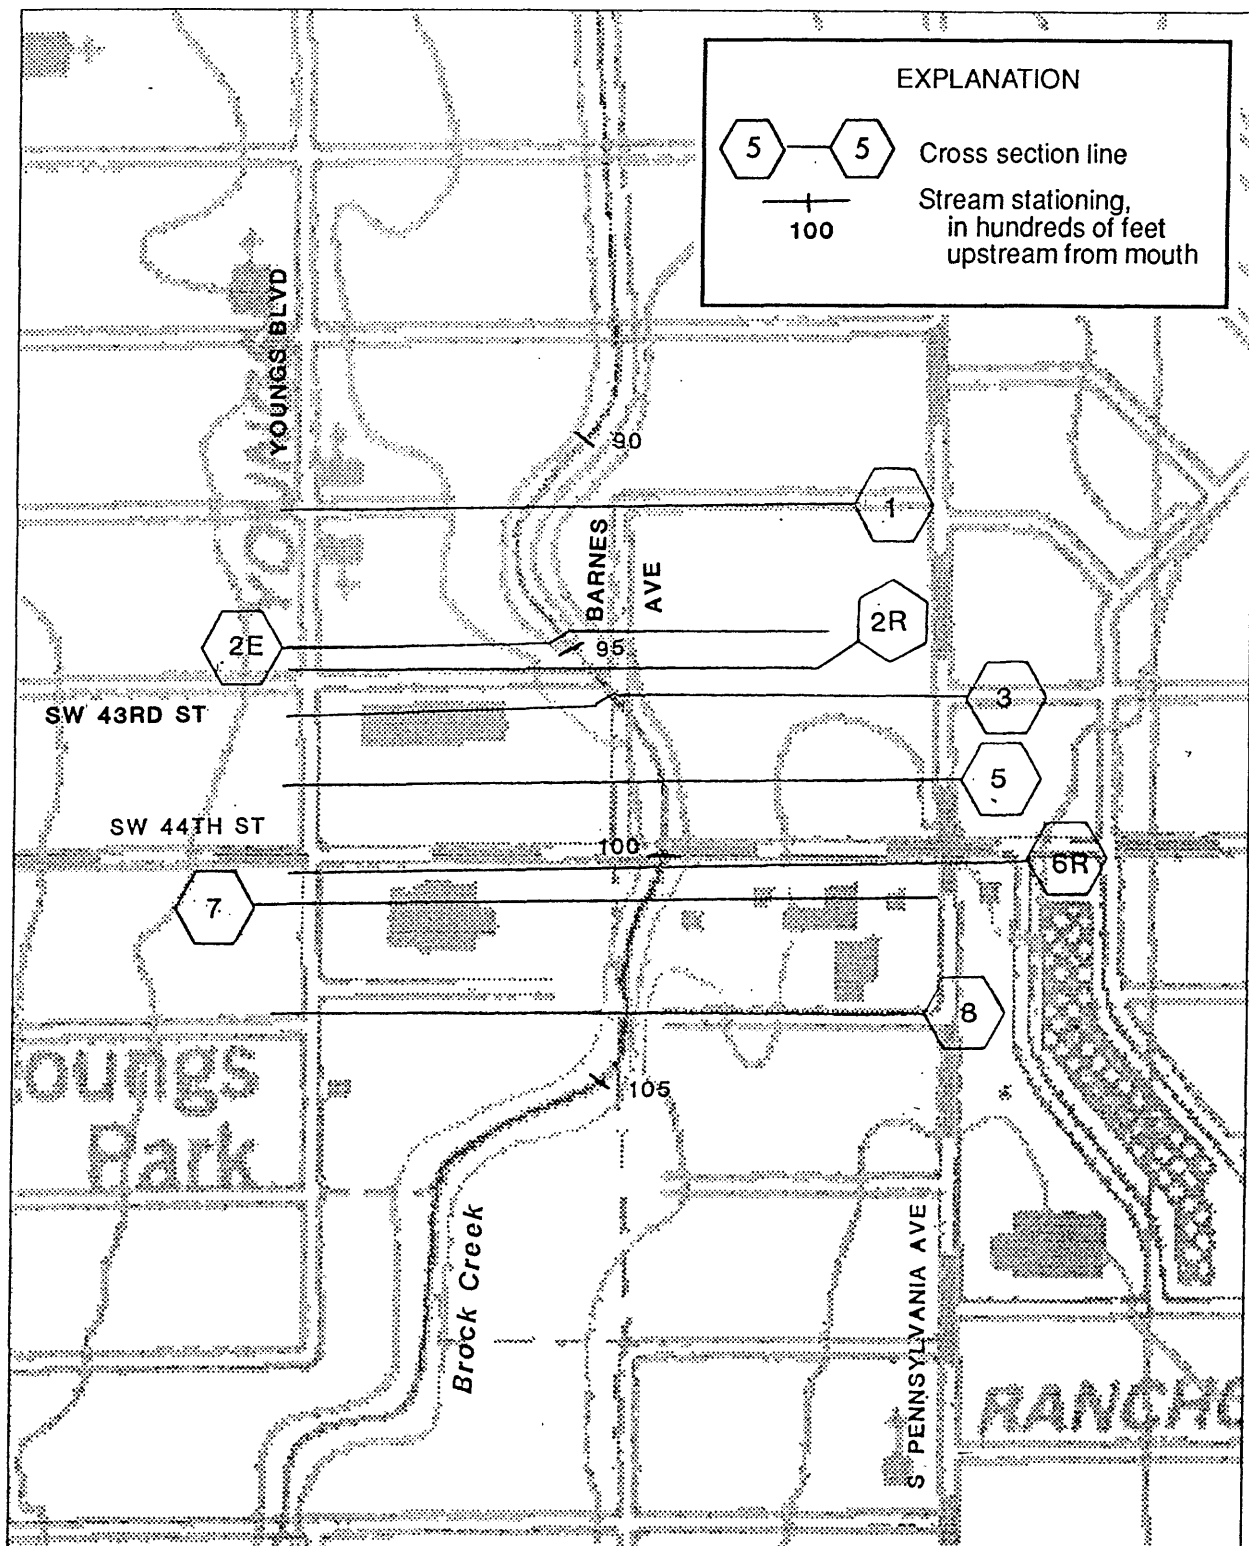 EXPLANATION
5
5
Cross section line
100
Stream stationing,
in hundreds of feet
upstream from mouth
YOUNGS BLVD
90
1
BARNES
AVE
2R
2E
95
3
SW 43RD ST
5
SW 44TH ST
100
6R
7
8
oungs
Park
105
Brock Creek
S PENNSYLVANIA AVE
RANCHO